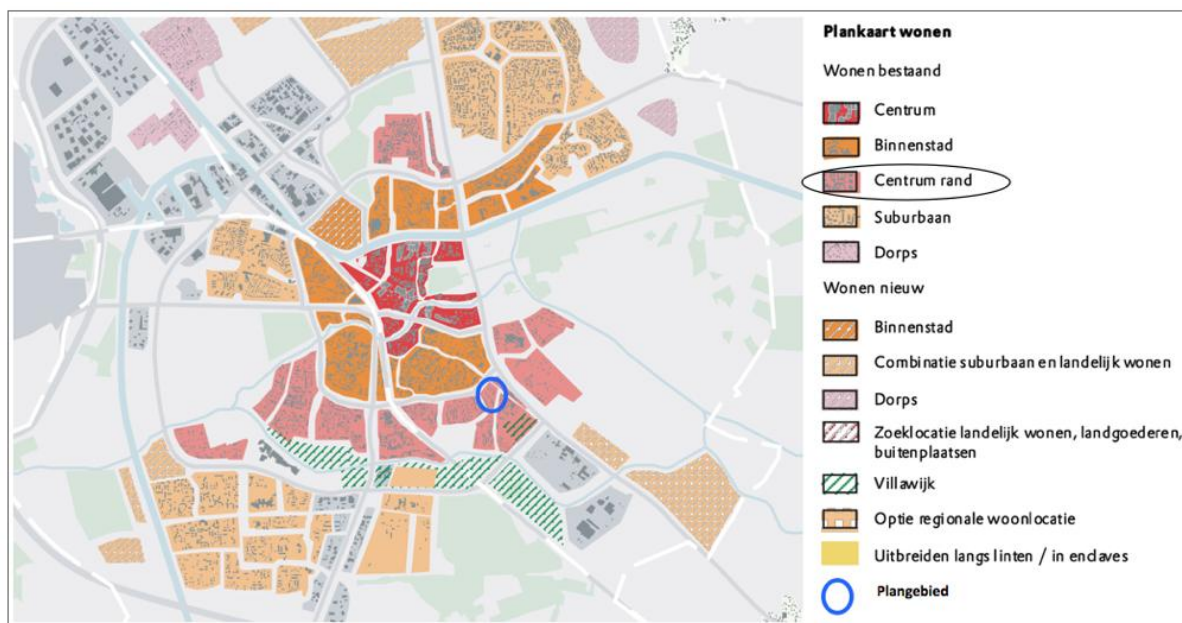 Plankaart wonen
Wonen bestaand
Centrum
Binnenstad
Centrum rand
Suburbaan
Dorps
Wonen nieuw
Binnenstad
Combinatie suburbaan en landelijk wonen
Dorps
Zoeklocatie landelijk wonen, landgoederen,
buitenplaatsen
Villawijk
Optie regionale woonlocatie
Uitbreiden langs linten / in enclaves
Plangebied